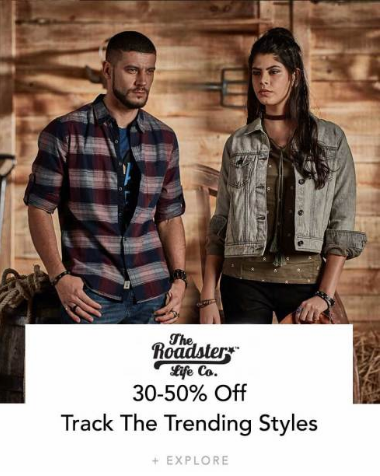 The
Roadster
Life Co.
30-50% Off
Track The Trending Styles
+ EXPLORE